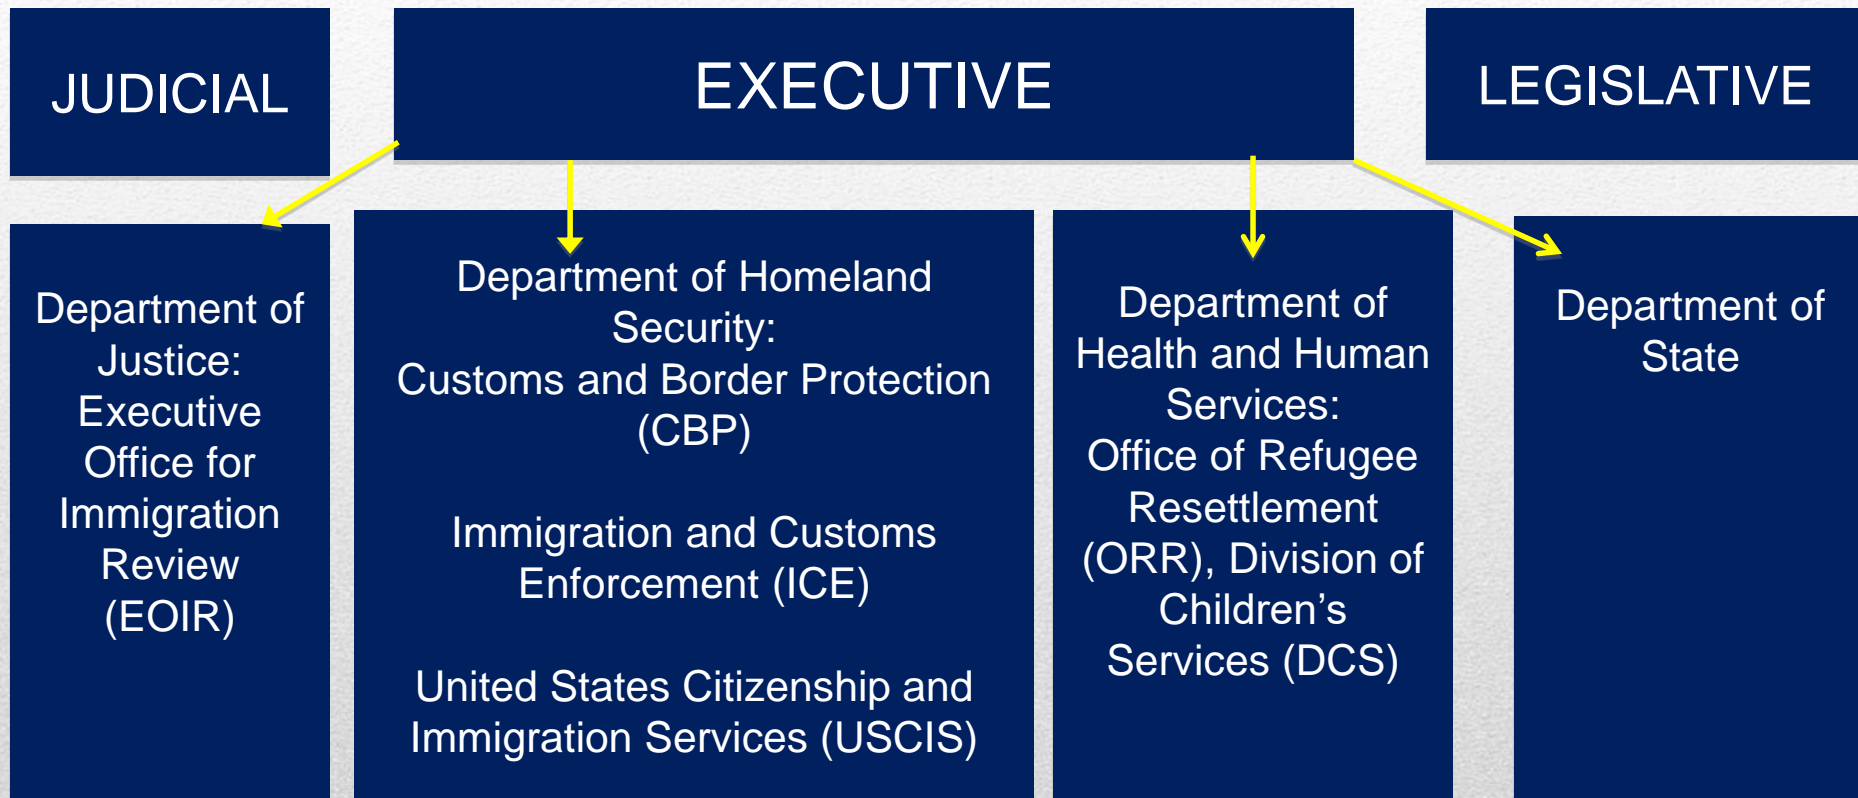 JUDICIAL
EXECUTIVE
LEGISLATIVE
Department of
Justice:
Executive
Office for
Immigration
Review
(EOIR)
Department of Homeland
Security:
Customs and Border Protection
(CBP)
Immigration and Customs
Enforcement (ICE)
United States Citizenship and
Immigration Services (USCIS)
Department of
Health and Human
Services:
Office of Refugee
Resettlement
(ORR), Division of
Children’s
Services (DCS)
Department of
State